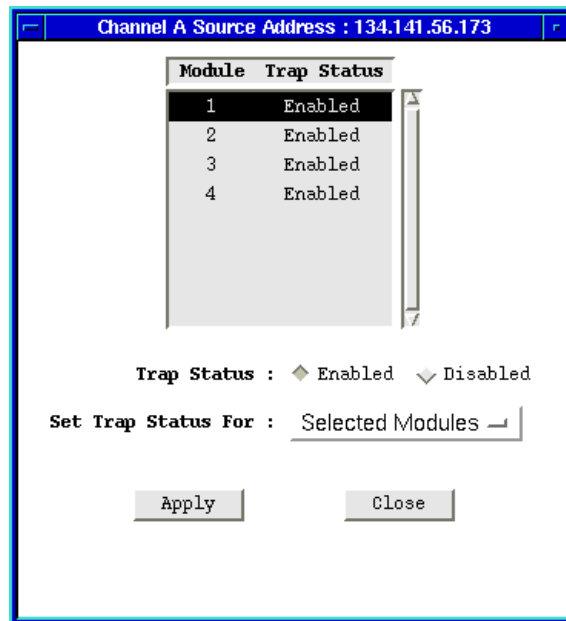 Channel A Source Address : 134.141.56.173
Module Trap Status
1 Enabled
2 Enabled
3 Enabled
4 Enabled
Trap Status : Enabled Disabled
Set Trap Status For : Selected Modules
Apply Close